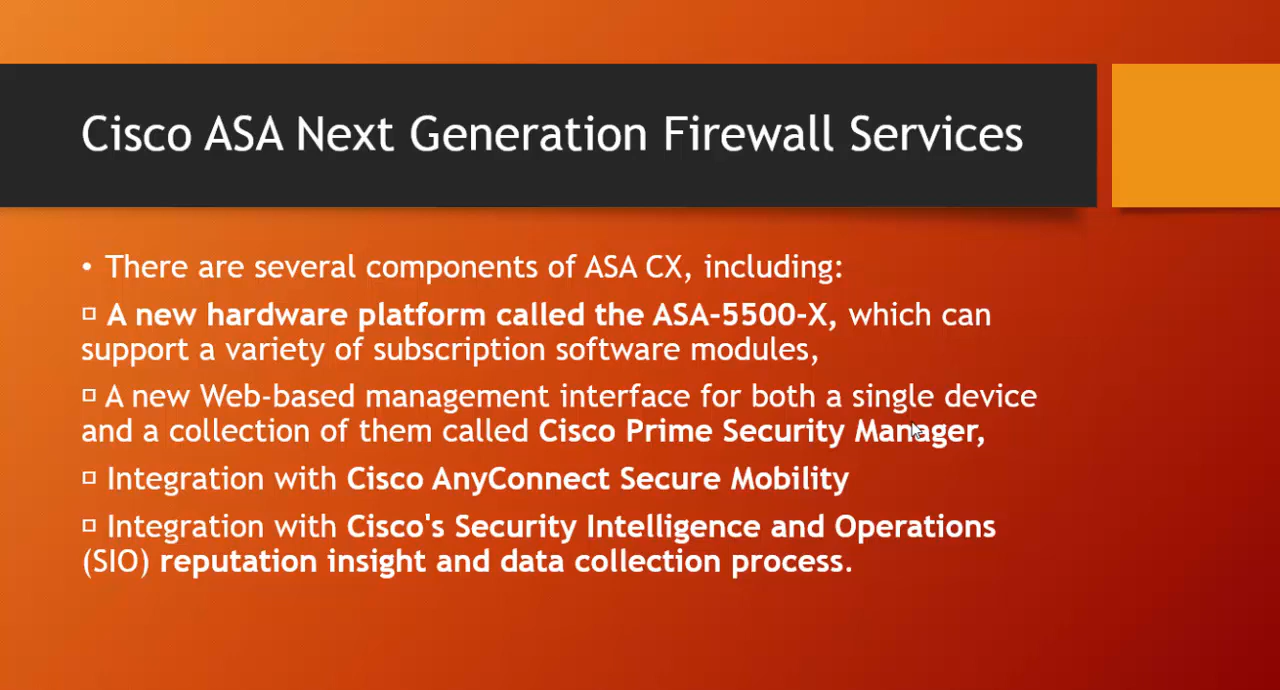 Cisco ASA Next Generation Firewall Services
• There are several components of ASA CX, including:
▫ A new hardware platform called the ASA-5500-X, which can
support a variety of subscription software modules,
▫ A new Web-based management interface for both a single device
and a collection of them called Cisco Prime Security Manager,
▫ Integration with Cisco AnyConnect Secure Mobility
▫ Integration with Cisco's Security Intelligence and Operations
(SIO) reputation insight and data collection process.